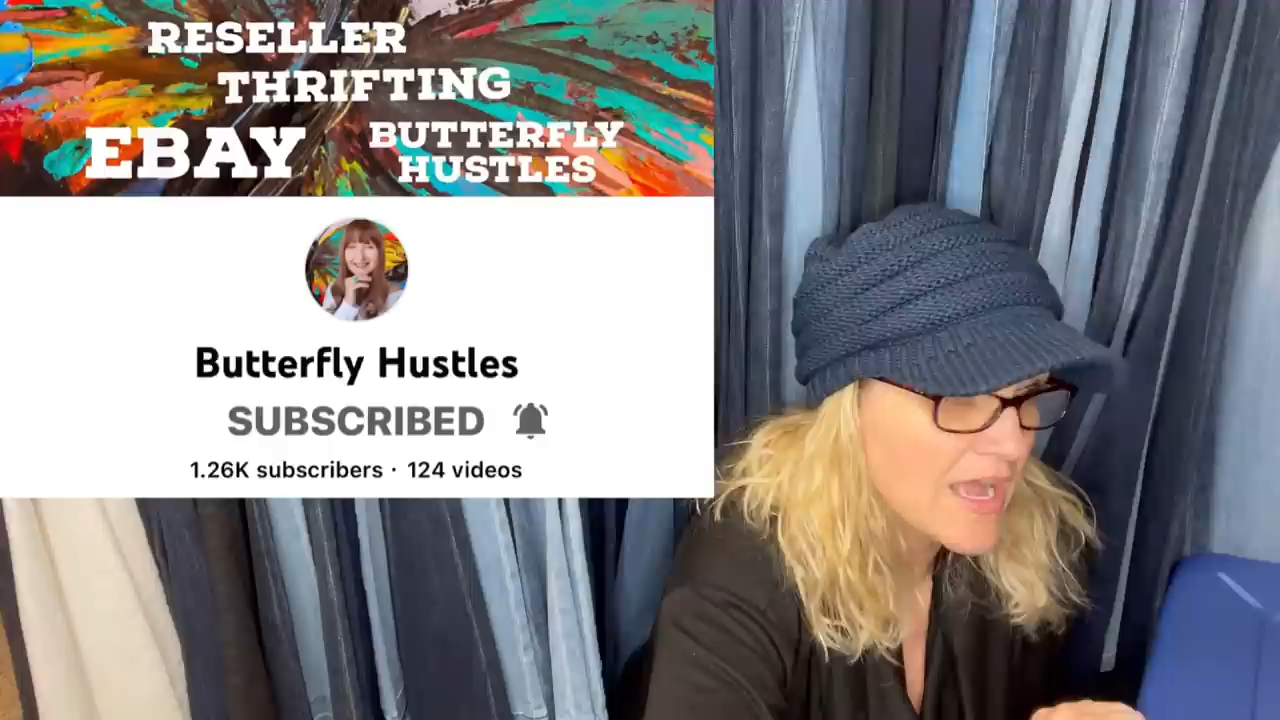 RESELLER
THRIFTING
EBAY
BUTTERFLY
HUSTLES
Butterfly Hustles
SUBSCRIBED
1.26K subscribers · 124 videos